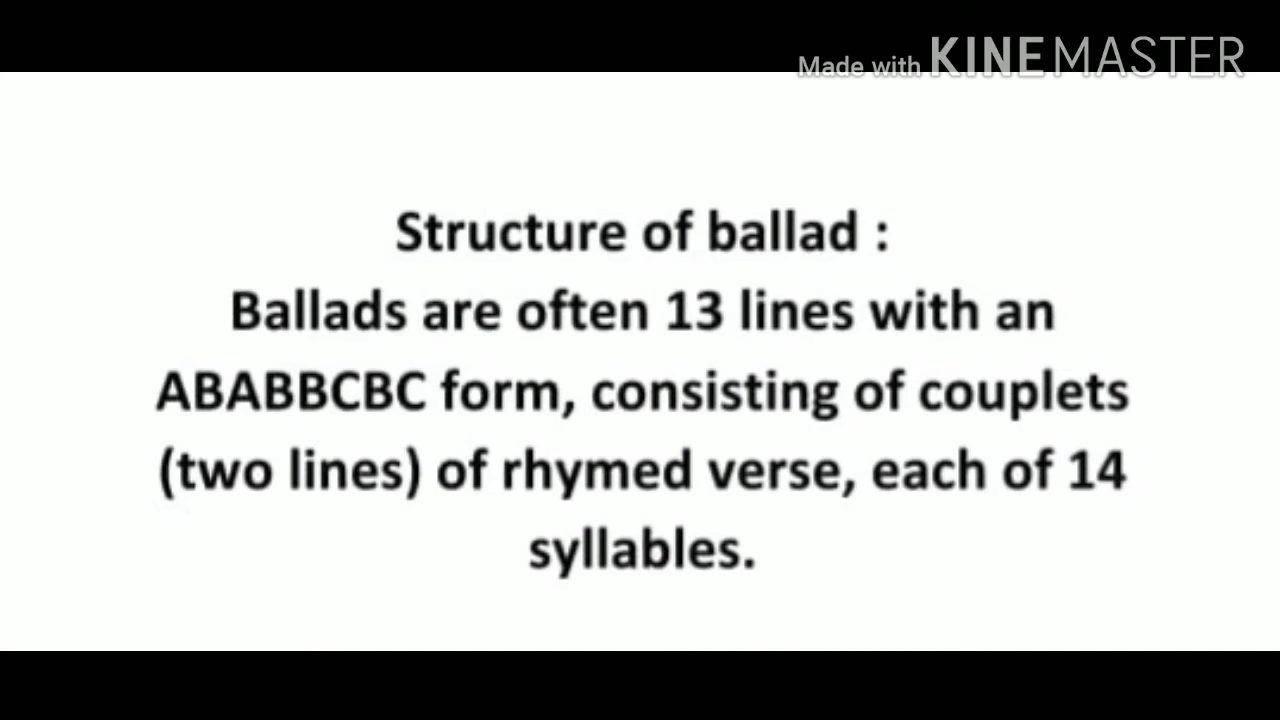 Made with KINEMASTER
Structure of ballad :
Ballads are often 13 lines with an
ABABBCBC form, consisting of couplets
(two lines) of rhymed verse, each of 14
syllables.